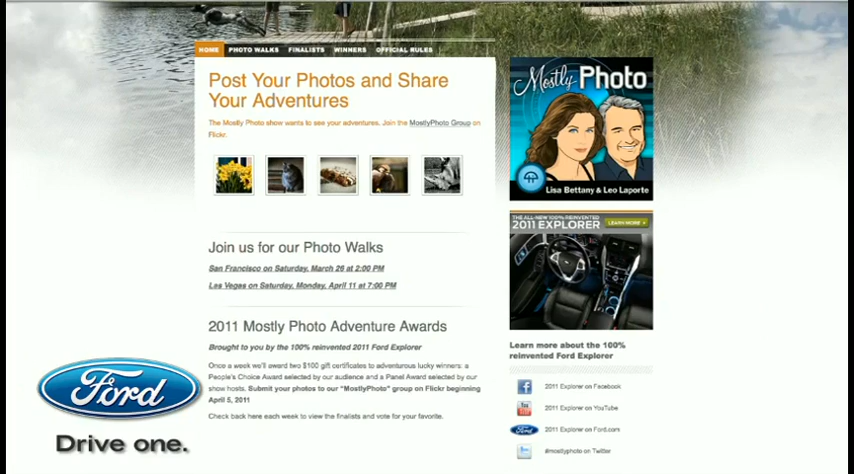 HOME PHOTO WALKS FINALISTS WINNERS OFFICIAL RULES
Post Your Photos and Share
Your Adventures
The Mostly Photo show wants to see your adventures. Join the MostlyPhoto Group on
Flickr.
Join us for our Photo Walks
San Francisco on Saturday, March 26 at 2:00 PM
Las Vegas on Saturday, Monday, April 11 at 7:00 PM
2011 Mostly Photo Adventure Awards
Brought to you by the 100% reinvented 2011 Ford Explorer
Once a week we'll award two $100 gift certificates to adventurous lucky winners: a
People's Choice Award selected by our audience and a Panel Award selected by our
show hosts. Submit your photos to our "MostlyPhoto" group on Flickr beginning
April 5, 2011
Check back here each week to view the finalists and vote for your favorite.
Mostly Photo
Lisa Bettany & Leo Laporte
THE ALL-NEW 100% REINVENTED
2011 EXPLORER
LEARN MORE
Learn more about the 100%
reinvented Ford Explorer
2011 Explorer on Facebook
You
2011 Explorer on YouTube
Ford
2011 Explorer on Ford.com
#mostlyphoto on Twitter
Ford
Drive one.